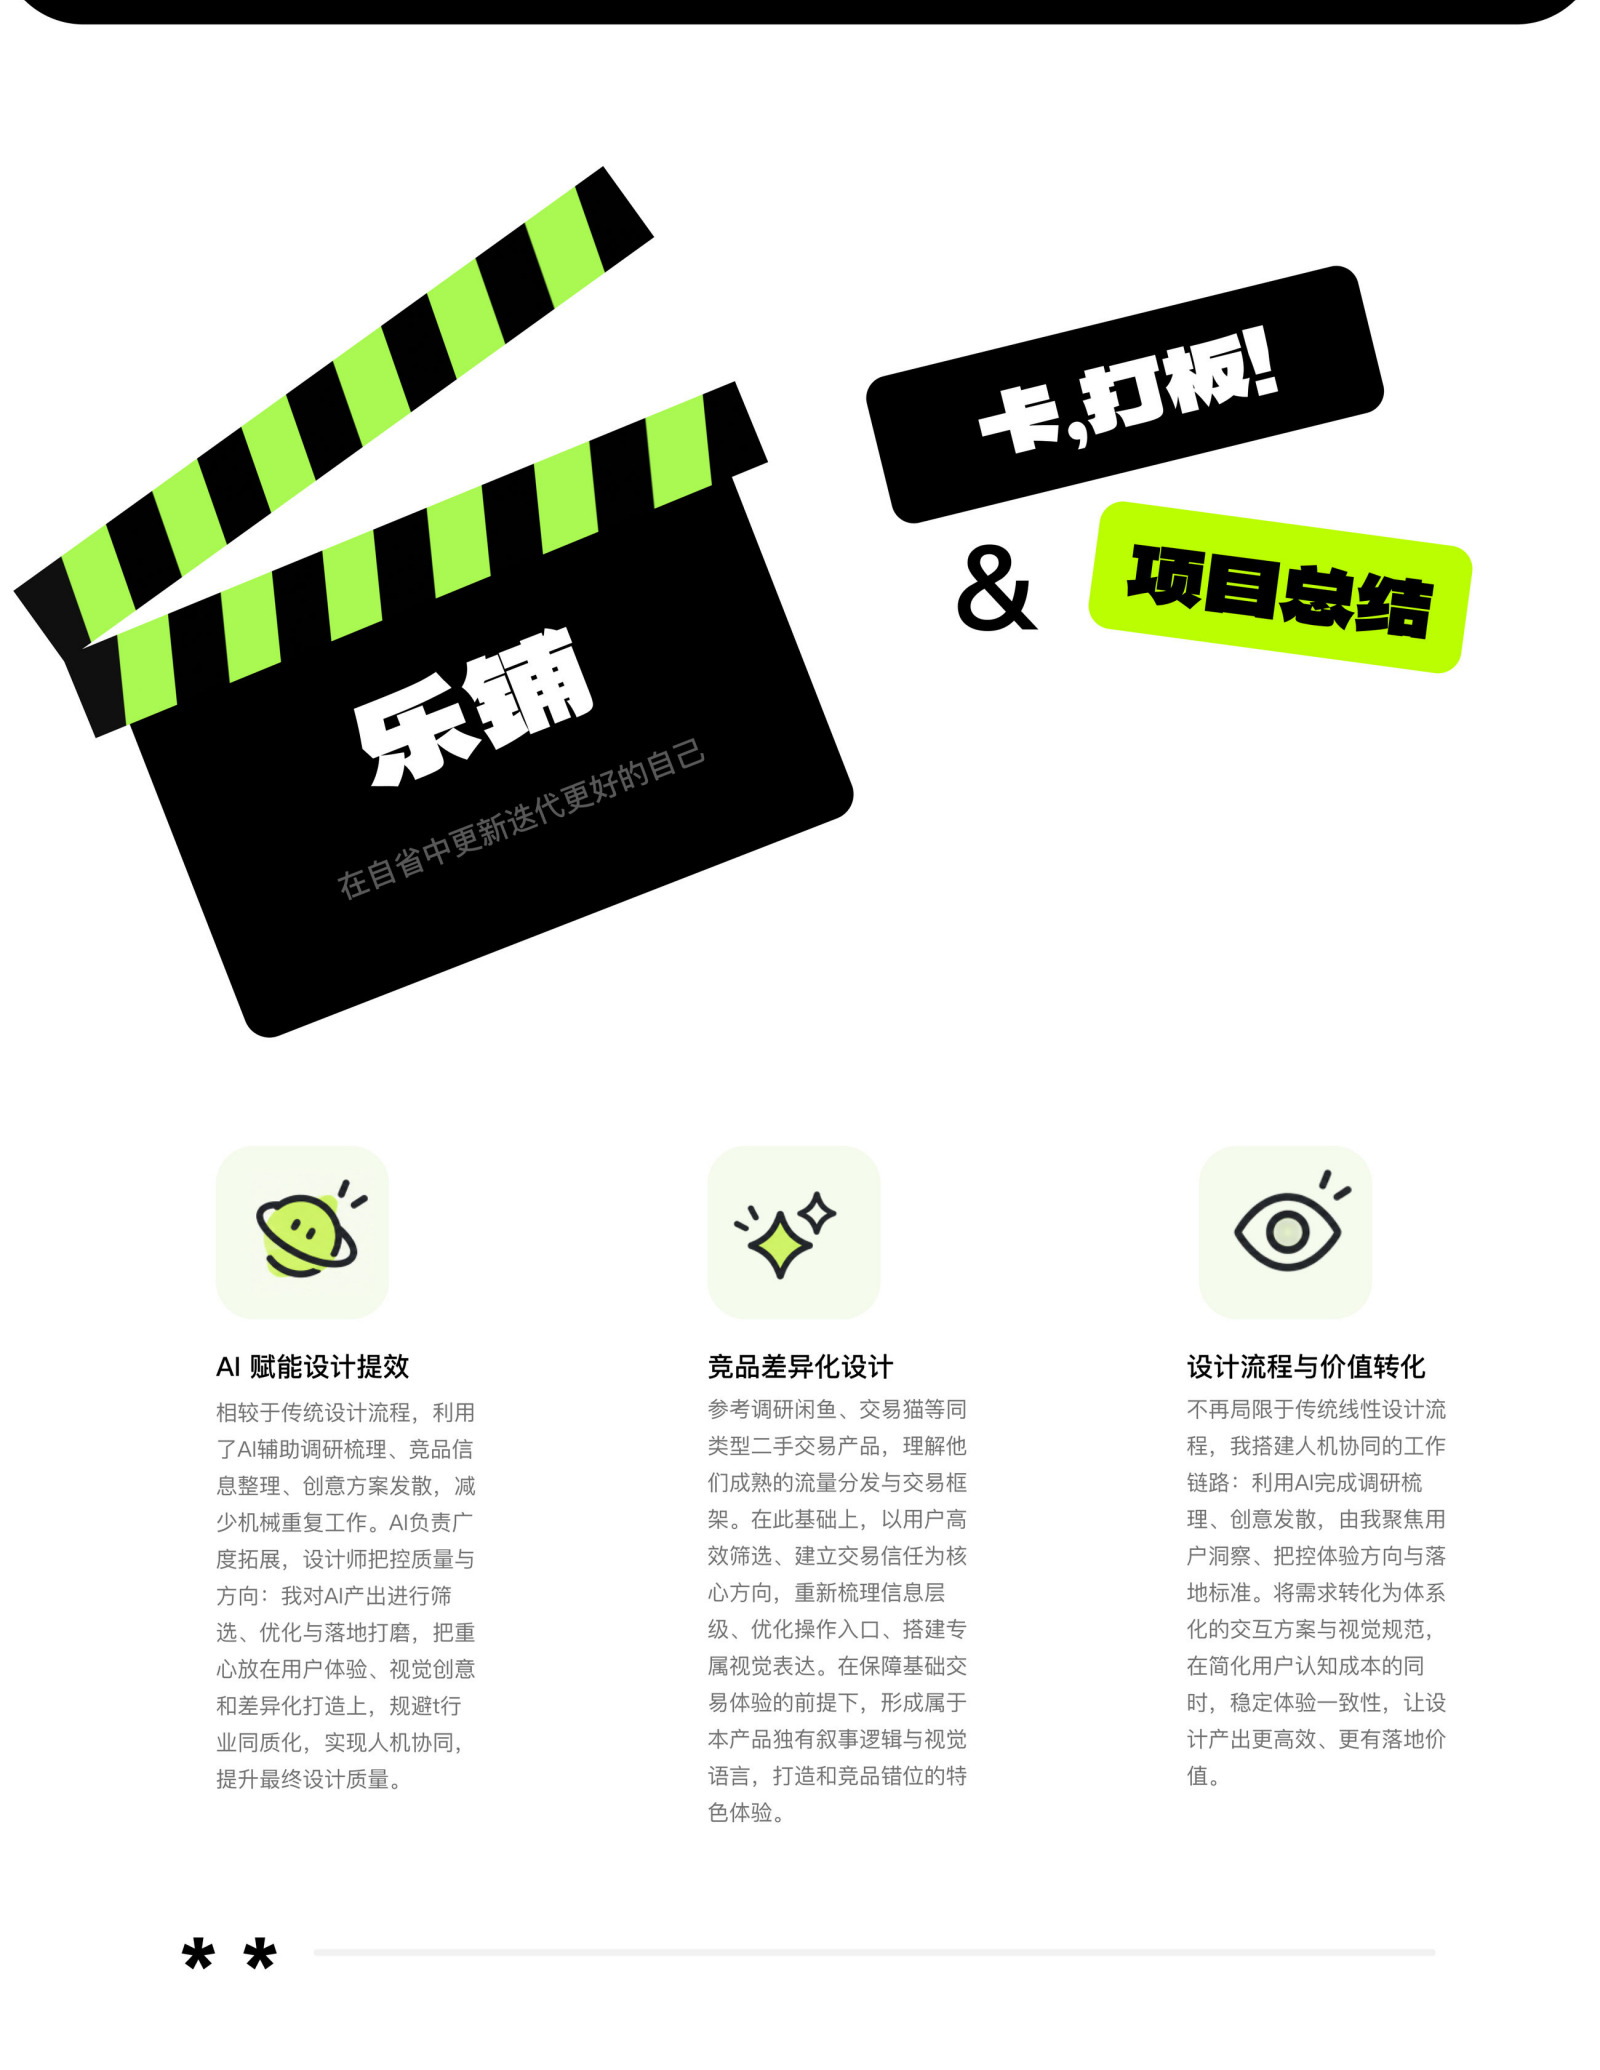 卡,打板!
&
项目总结
乐铺
在自省中更新迭代更好的自己
AI 赋能设计提效
相较于传统设计流程，利用
了AI辅助调研梳理、竞品信
息整理、创意方案发散，减
少机械重复工作。AI负责广
度拓展，设计师把控质量与
方向：我对AI产出进行筛
选、优化与落地打磨，把重
心放在用户体验、视觉创意
和差异化打造上，规避t行
业同质化，实现人机协同，
提升最终设计质量。
竞品差异化设计
参考调研闲鱼、交易猫等同
类型二手交易产品，理解他
们成熟的流量分发与交易框
架。在此基础上，以用户高
效筛选、建立交易信任为核
心方向，重新梳理信息层
级、优化操作入口、搭建专
属视觉表达。在保障基础交
易体验的前提下，形成属于
本产品独有叙事逻辑与视觉
语言，打造和竞品错位的特
色体验。
设计流程与价值转化
不再局限于传统线性设计流
程，我搭建人机协同的工作
链路：利用AI完成调研梳
理、创意发散，由我聚焦用
户洞察、把控体验方向与落
地标准。将需求转化为体系
化的交互方案与视觉规范，
在简化用户认知成本的同
时，稳定体验一致性，让设
计产出更高效、更有落地价
值。
* *